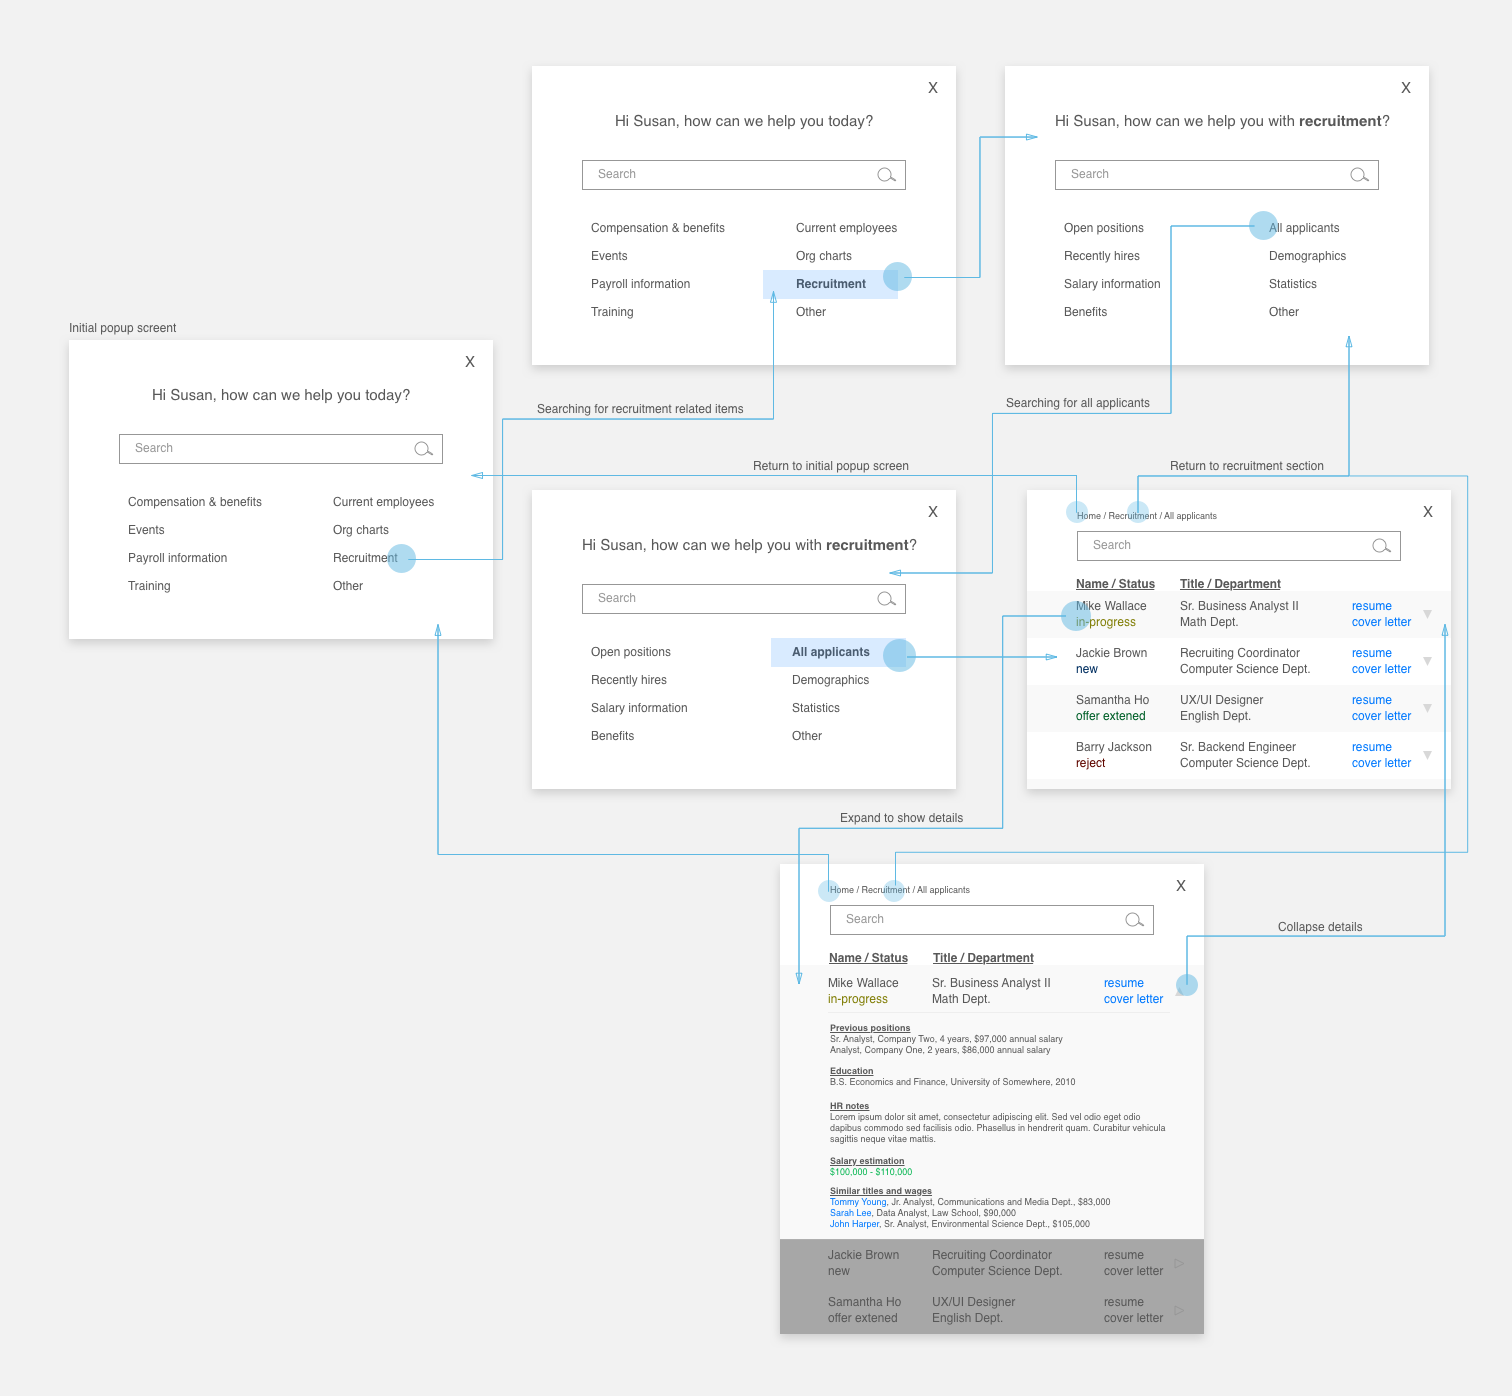 X
Hi Susan, how can we help you today?
Search
Compensation & benefits
Current employees
Events
Org charts
Payroll information
Recruitment
Training
Other
X
Hi Susan, how can we help you with recruitment?
Search
Open positions
All applicants
Recently hires
Demographics
Salary information
Statistics
Benefits
Other
Initial popup screent
X
Hi Susan, how can we help you today?
Search
Compensation & benefits
Current employees
Events
Org charts
Payroll information
Recruitment
Training
Other
Searching for recruitment related items
Searching for all applicants
Return to initial popup screen
Return to recruitment section
X
Hi Susan, how can we help you with recruitment?
Search
Open positions
All applicants
Recently hires
Demographics
Salary information
Statistics
Benefits
Other
X
Home / Recruitment / All applicants
Search
Name / Status Title / Department
Mike Wallace Sr. Business Analyst II resume
in-progress Math Dept. cover letter
Jackie Brown Recruiting Coordinator resume
new Computer Science Dept. cover letter
Samantha Ho UX/UI Designer resume
offer extened English Dept. cover letter
Barry Jackson Sr. Backend Engineer resume
reject Computer Science Dept. cover letter
Expand to show details
Collapse details
X
Home / Recruitment / All applicants
Search
Name / Status Title / Department
Mike Wallace Sr. Business Analyst II resume
in-progress Math Dept. cover letter
Previous positions
Sr. Analyst, Company Two, 4 years, $97,000 annual salary
Analyst, Company One, 2 years, $86,000 annual salary
Education
B.S. Economics and Finance, University of Somewhere, 2010
HR notes
Lorem ipsum dolor sit amet, consectetur adipiscing elit. Sed vel odio eget odio
dapibus commodo sed facilisis odio. Phasellus in hendrerit quam. Curabitur vehicula
sagittis neque vitae mattis.
Salary estimation
$100,000 - $110,000
Similar titles and wages
Tommy Young, Jr. Analyst, Communications and Media Dept., $83,000
Sarah Lee, Data Analyst, Law School, $90,000
John Harper, Sr. Analyst, Environmental Science Dept., $105,000
Jackie Brown Recruiting Coordinator resume
new Computer Science Dept. cover letter
Samantha Ho UX/UI Designer resume
offer extened English Dept. cover letter